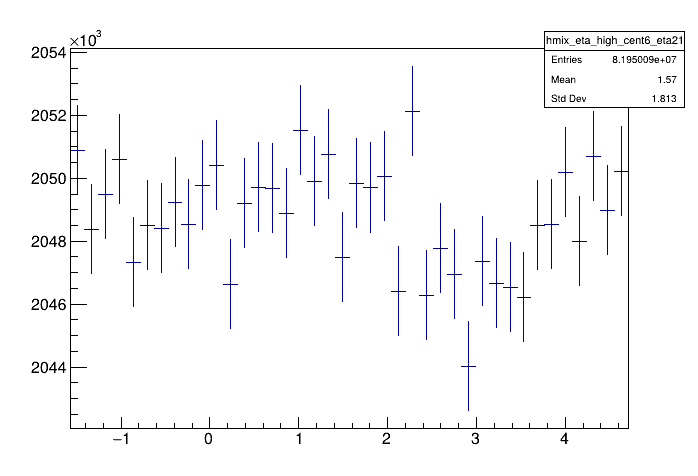 ×10³
hmix_eta_high_cent6_eta21
Entries 8.195009e+07
Mean 1.57
Std Dev 1.813
2054
2052
2050
2048
2046
2044
−1 0 1 2 3 4